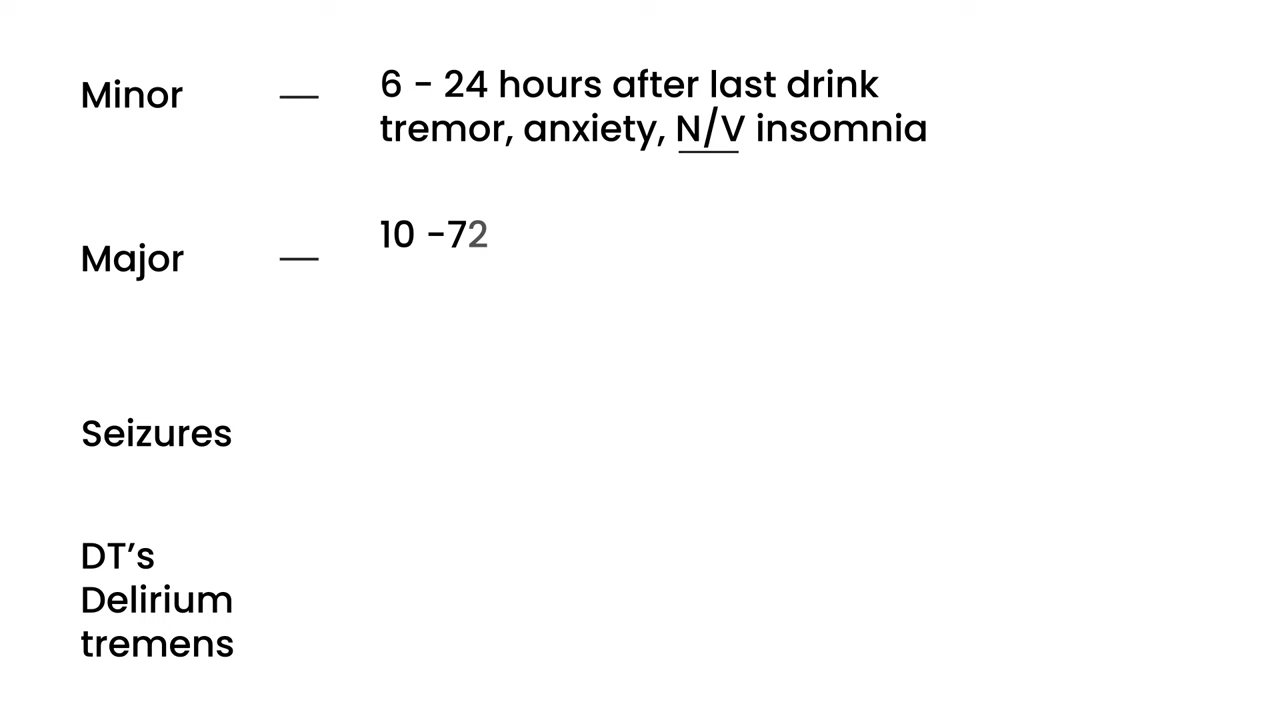 Minor — 6 - 24 hours after last drink
tremor, anxiety, N/V insomnia
Major — 10 -72
Seizures
DT’s
Delirium
tremens